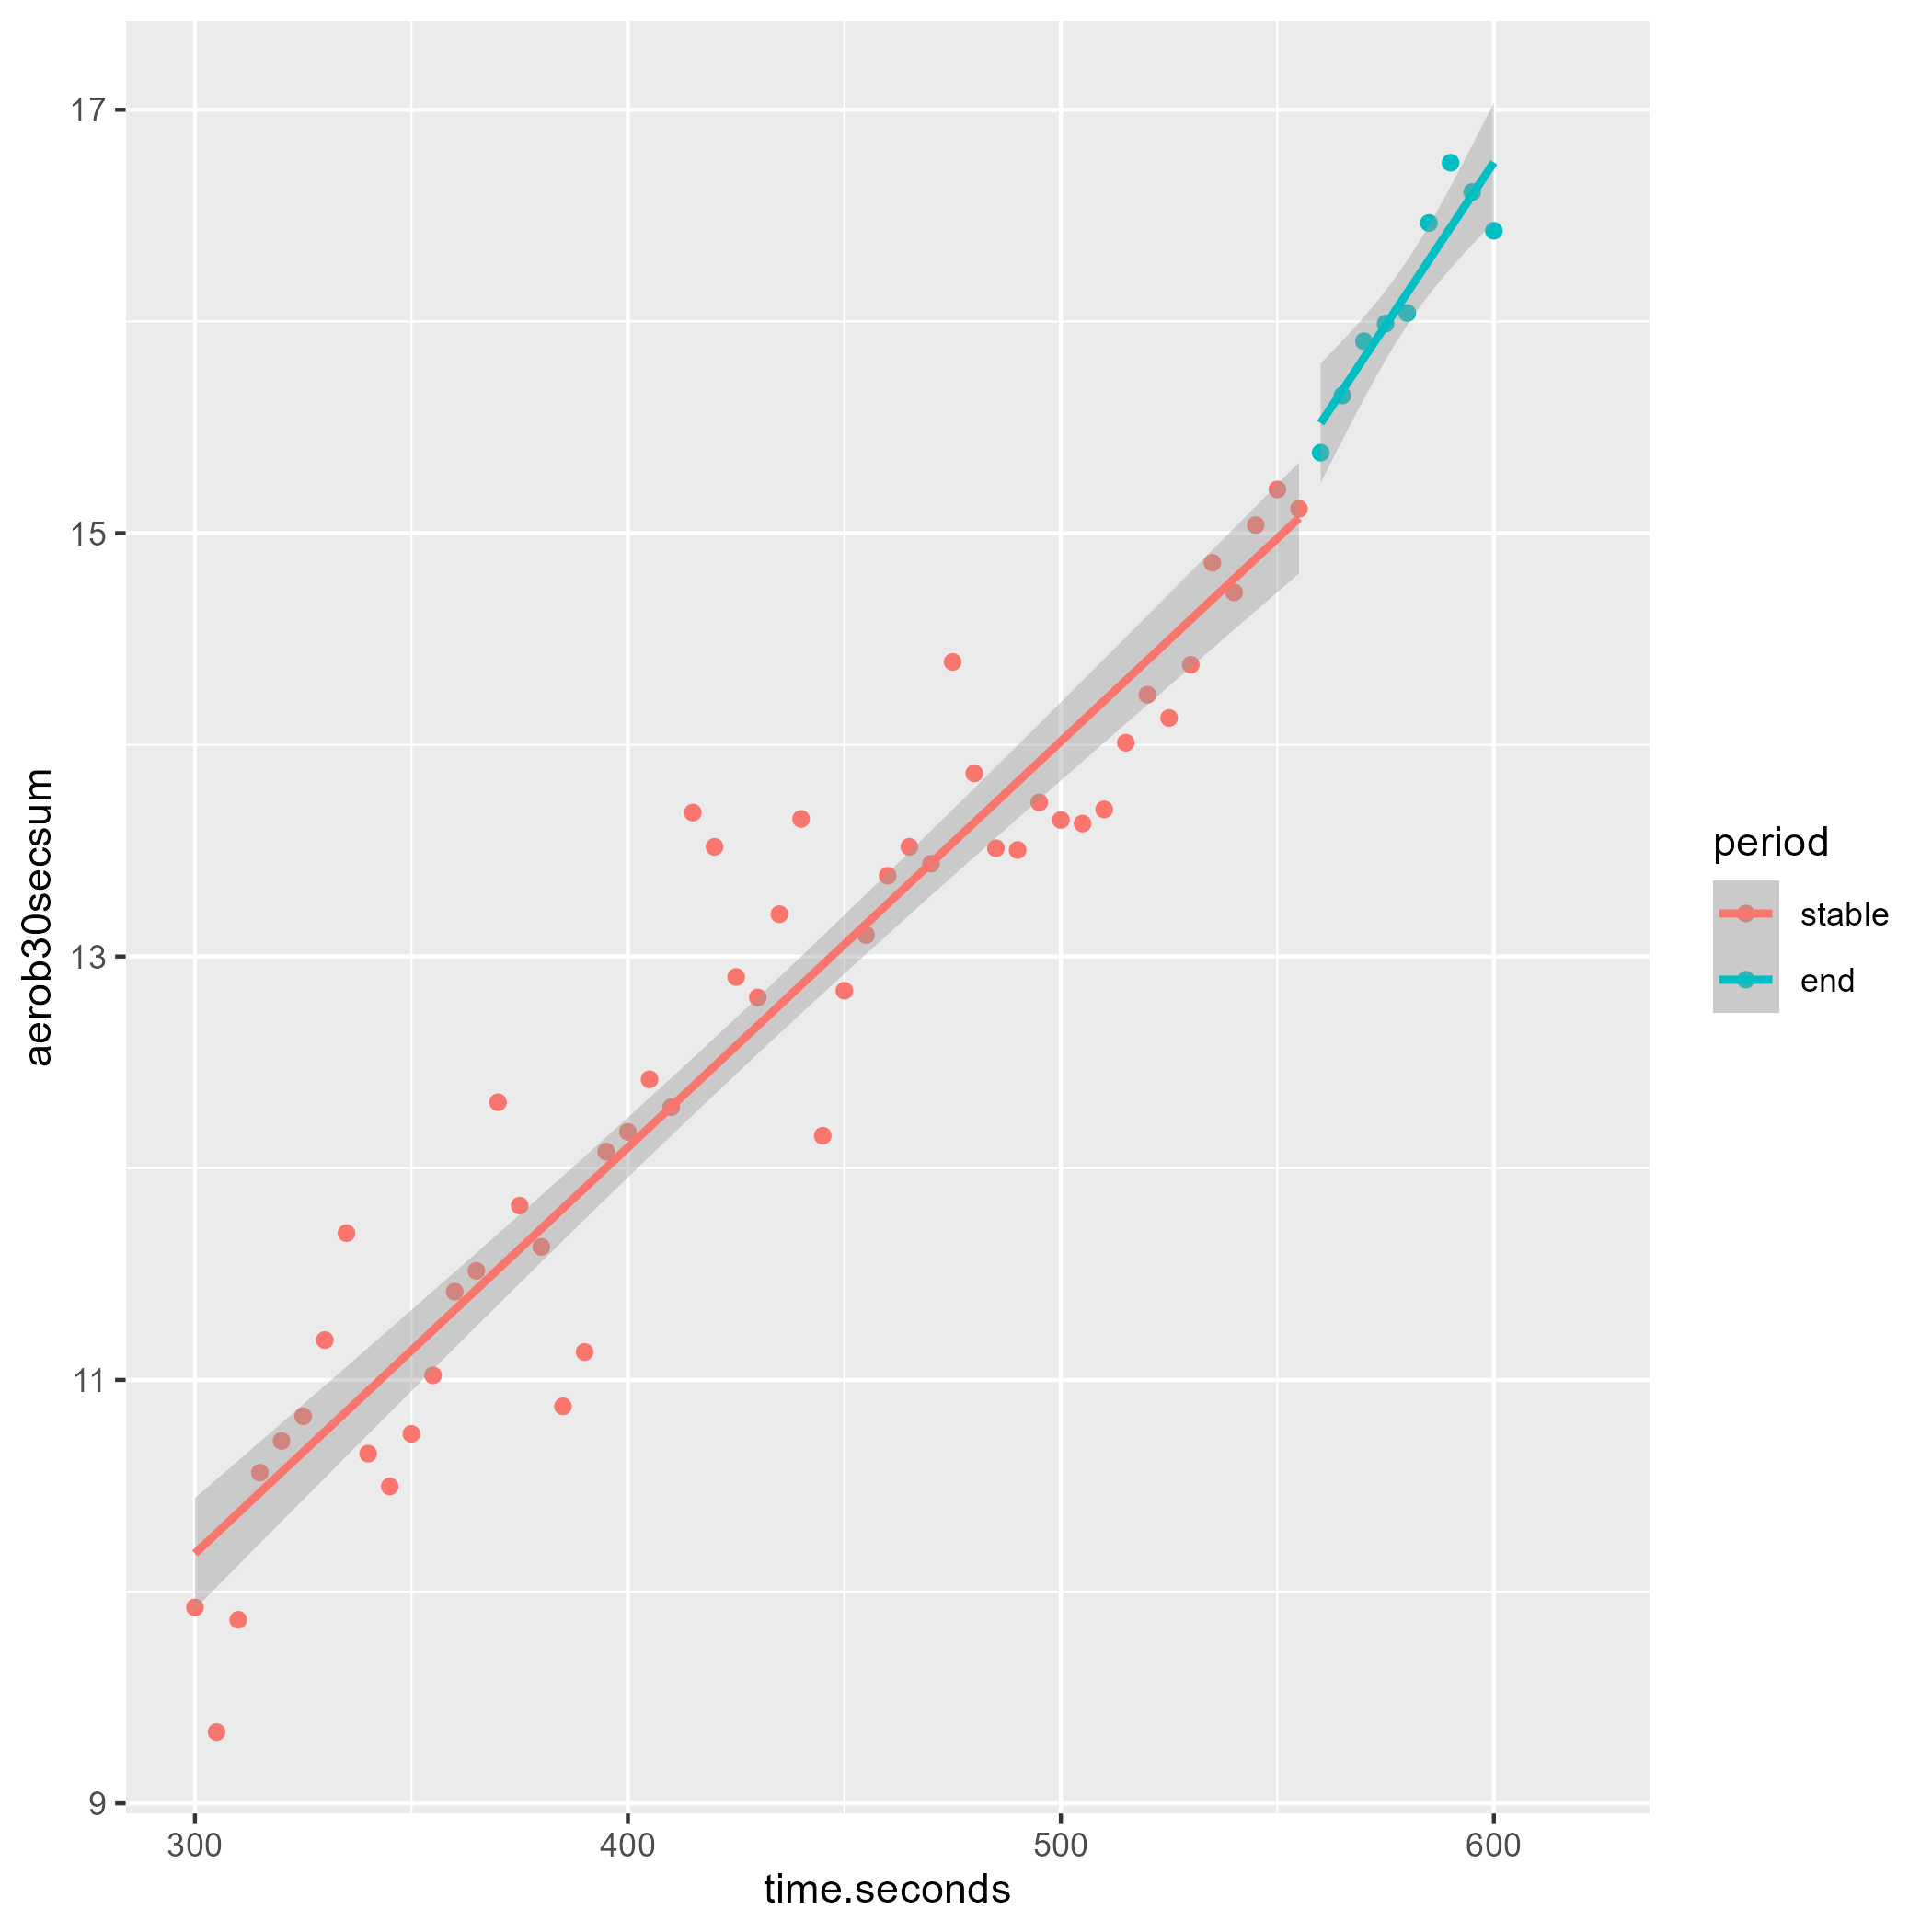 17
15
13
11
9
aerob30secsum
300 400 500 600
time.seconds
period
stable
end